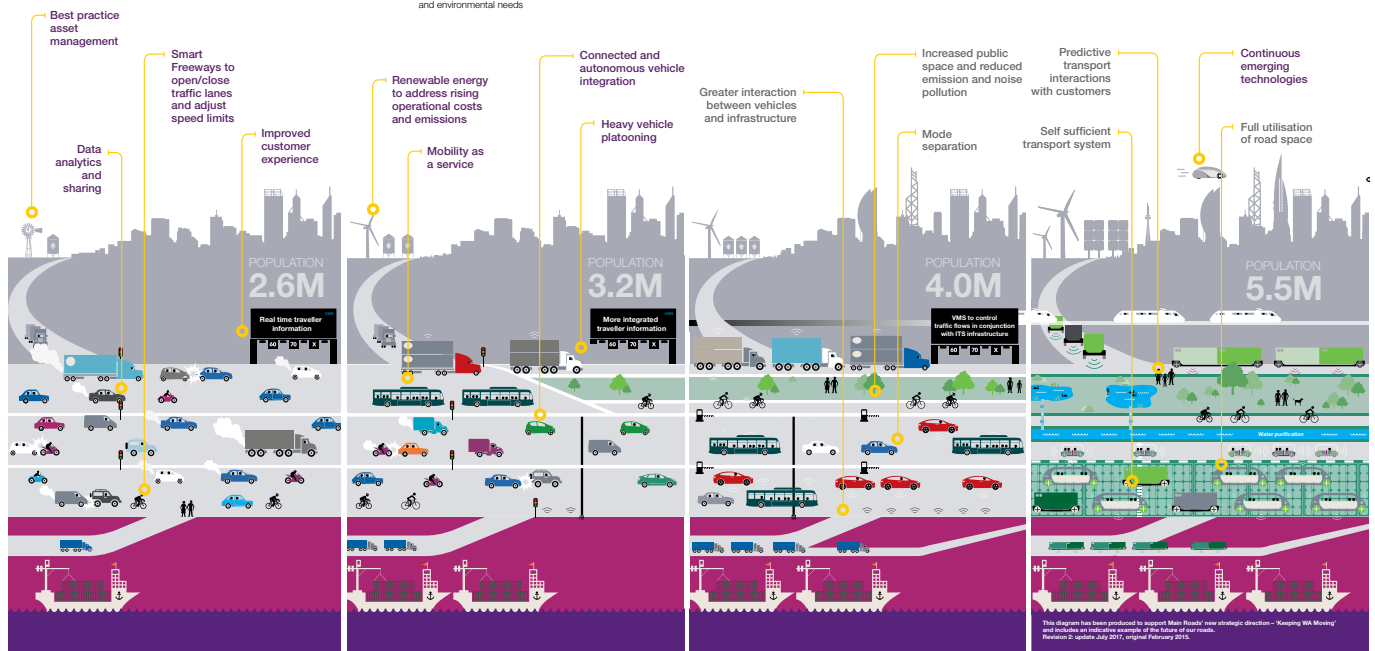 and environmental needs
Best practice
asset
management
Smart
Freeways to
open/close
traffic lanes
and adjust
speed limits
Data
analytics
and
sharing
Improved
customer
experience
POPULATION
2.6M
VMS
Real time traveller
information
60 70 X
Renewable energy
to address rising
operational costs
and emissions
Mobility as
a service
Connected and
autonomous vehicle
integration
Heavy vehicle
platooning
POPULATION
3.2M
VMS
More integrated
traveller information
60 70 X
Greater interaction
between vehicles
and infrastructure
Increased public
space and reduced
emission and noise
pollution
Mode
separation
POPULATION
4.0M
VMS to control
traffic flows in conjunction
with ITS infrastructure
60 70 X
Predictive
transport
interactions
with customers
Self sufficient
transport system
Continuous
emerging
technologies
Full utilisation
of road space
POPULATION
5.5M
Water purification
This diagram has been produced to support Main Roads' new strategic direction – 'Keeping WA Moving'
and includes an indicative example of the future of our roads.
Revision 2: update July 2017, original February 2015.